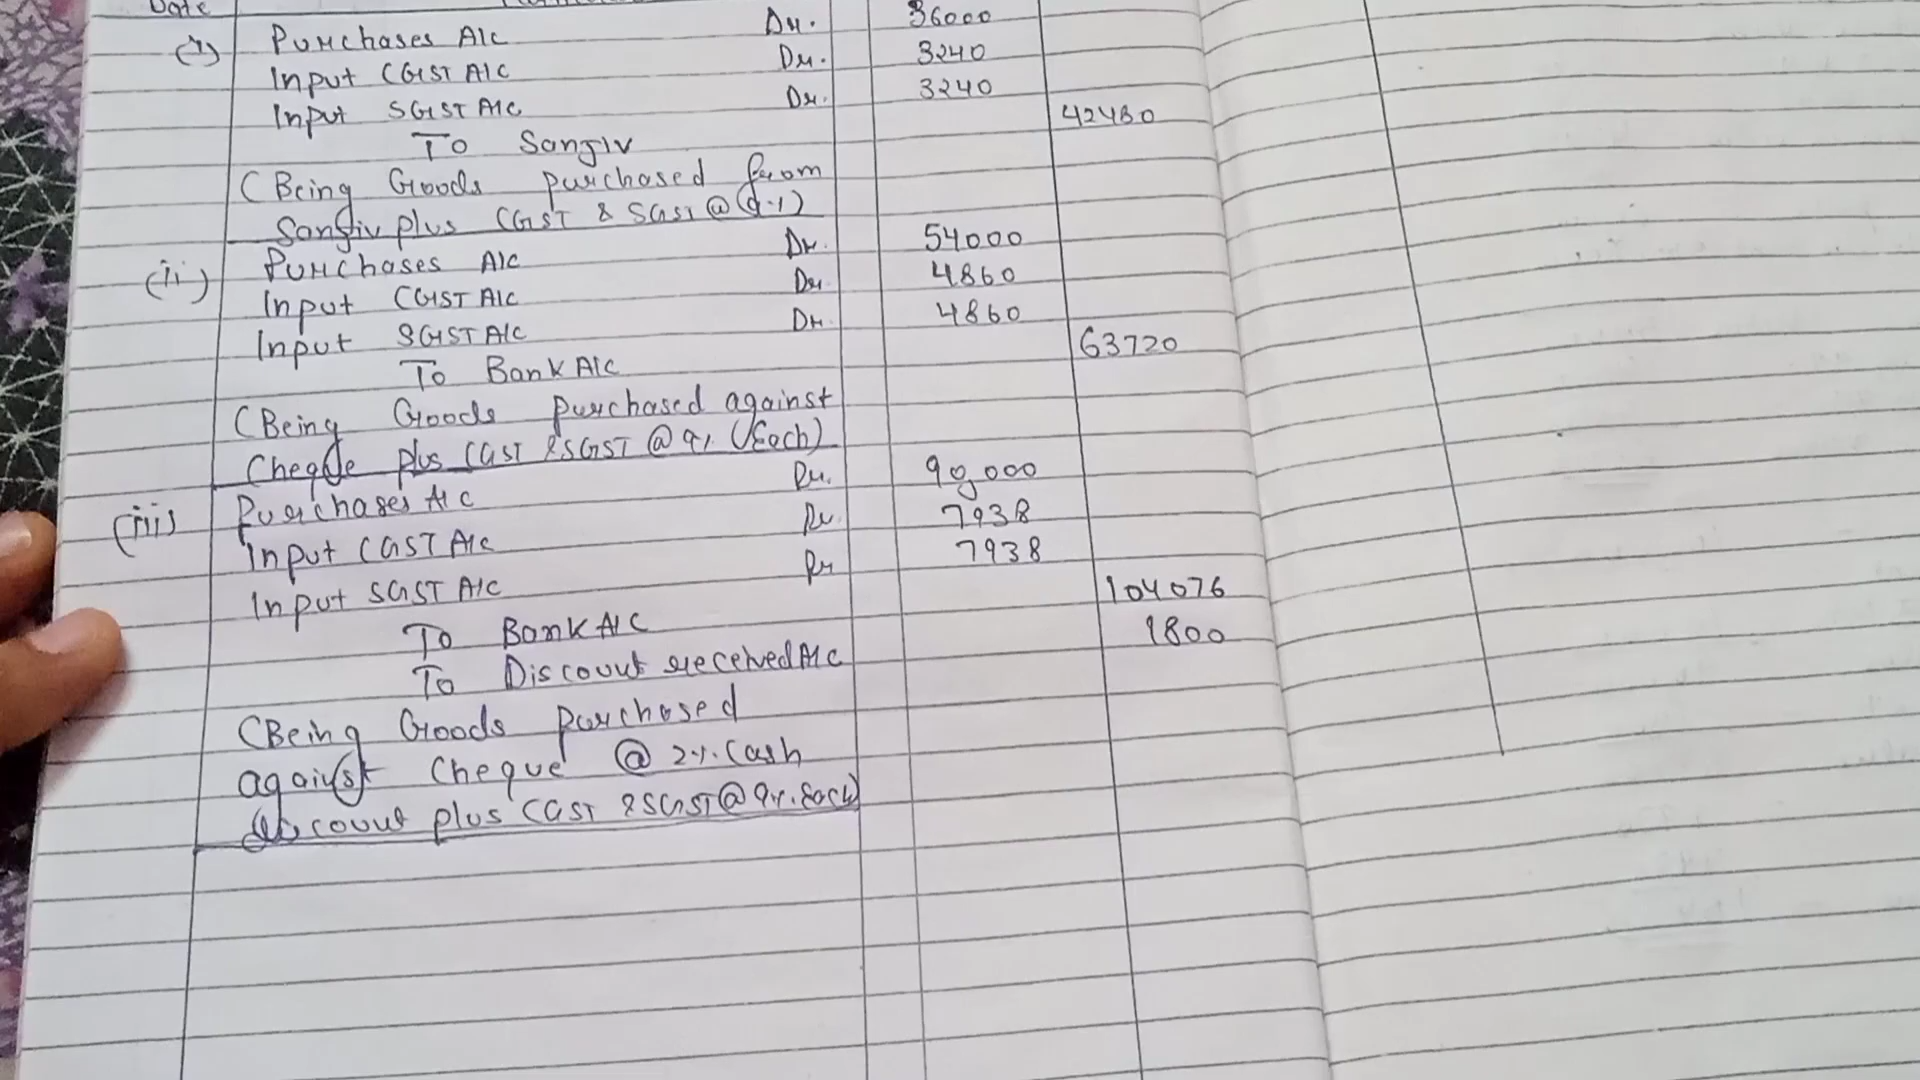 Date
(i) Purchases A/c Dr. 36000
Input CGST A/c Dr. 3240
Input SGST A/c Dr. 3240
To Sanjiv 42480
(Being Goods purchased from
Sanjiv plus CGST & SGST @ 9%)
(ii) Purchases A/c Dr. 54000
Input CGST A/c Dr. 4860
Input SGST A/c Dr. 4860
To Bank A/c 63720
(Being Goods purchased against
Cheque plus CGST & SGST @ 9% (Each)
(iii) Purchases A/c Dr. 90,000
Input CGST A/c Dr. 7938
Input SGST A/c Dr 7938
To Bank A/c 104076
To Discout received A/c 1800
(Being Goods purchased
against Cheque @ 2% Cash
discout plus CGST & SGST @ 9%. Each)